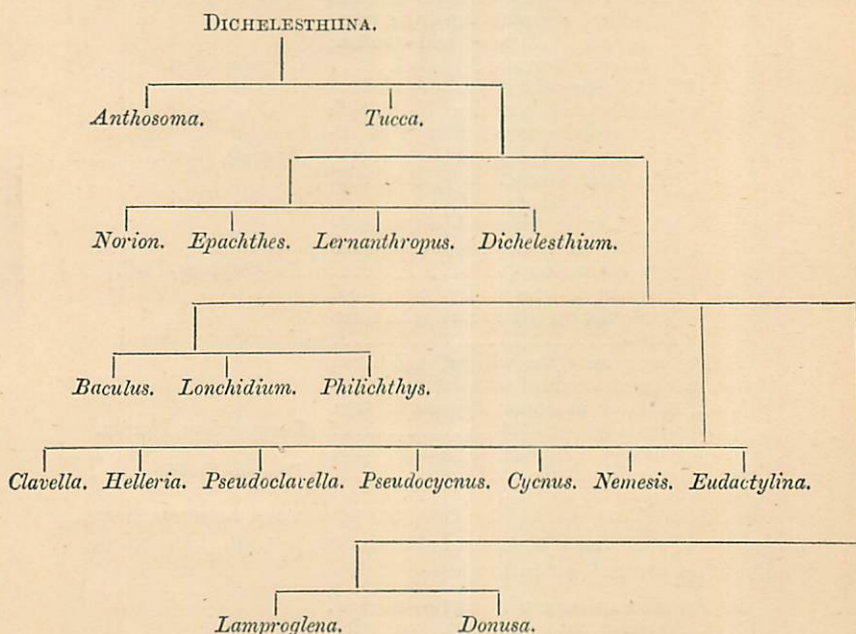 DICHELESTHIINA.
Anthosoma. Tucca.
Norion. Epachthes. Lernanthropus. Dichelesthium.
Baculus. Lonchidium. Philichthys.
Clavella. Helleria. Pseudoclavella. Pseudocycnus. Cycnus. Nemesis. Eudactylina.
Lamproglena. Donusa.